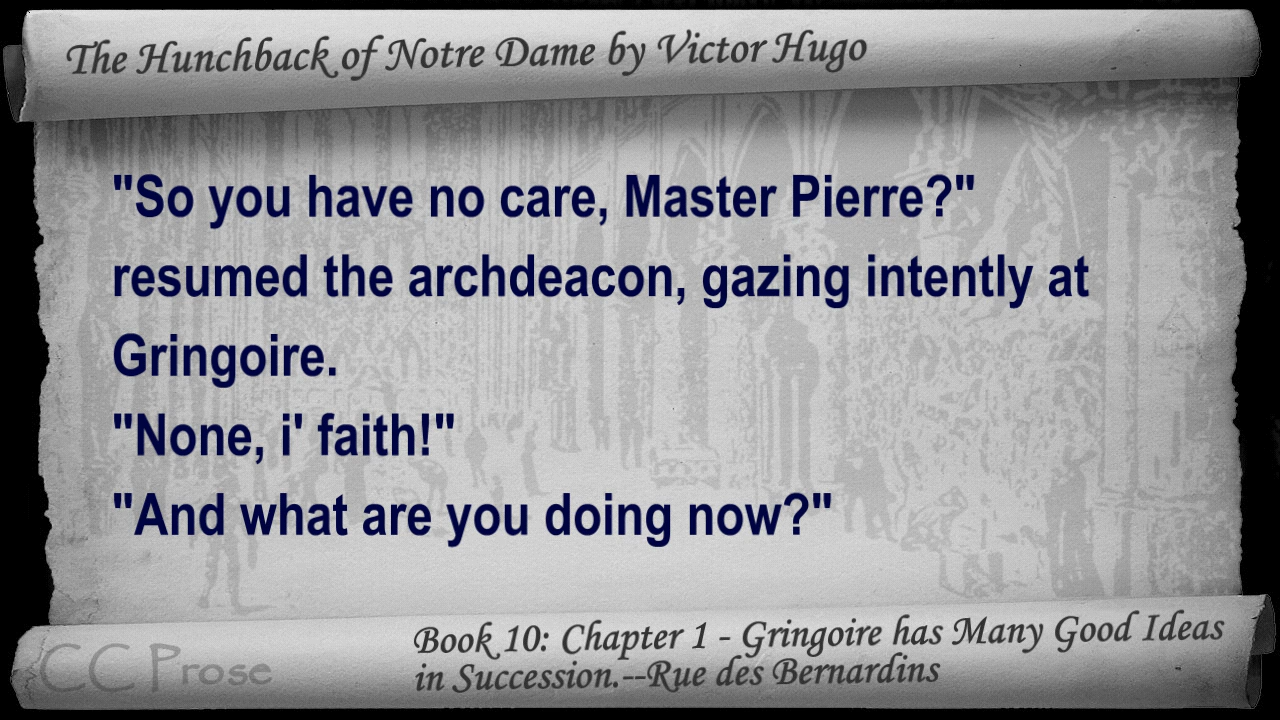 The Hunchback of Notre Dame by Victor Hugo
"So you have no care, Master Pierre?"
resumed the archdeacon, gazing intently at
Gringoire.
"None, i' faith!"
"And what are you doing now?"
Book 10: Chapter 1 - Gringoire has Many Good Ideas
in Succession.--Rue des Bernardins
CC Prose